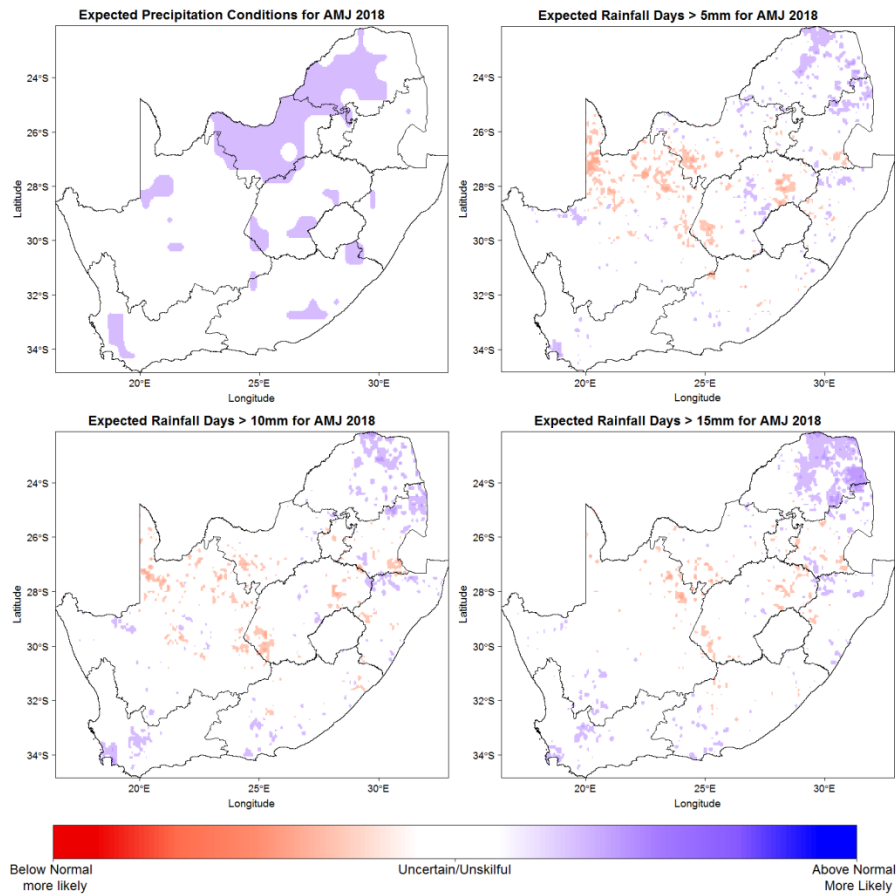 Expected Precipitation Conditions for AMJ 2018
24°S
26°S
28°S
30°S
32°S
34°S
Latitude
20°E
25°E
30°E
Longitude
Expected Rainfall Days > 5mm for AMJ 2018
24°S
26°S
28°S
30°S
32°S
34°S
Latitude
20°E
25°E
30°E
Longitude
Expected Rainfall Days > 10mm for AMJ 2018
24°S
26°S
28°S
30°S
32°S
34°S
Latitude
20°E
25°E
30°E
Longitude
Expected Rainfall Days > 15mm for AMJ 2018
24°S
26°S
28°S
30°S
32°S
34°S
Latitude
20°E
25°E
30°E
Longitude
Below Normal
more likely
Uncertain/Unskilful
Above Normal
More Likely